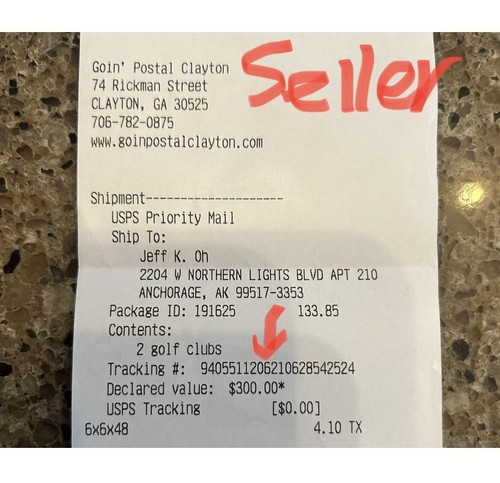 Seller
Goin' Postal Clayton
74 Rickman Street
CLAYTON, GA 30525
706-782-0875
www.goinpostalclayton.com
Shipment--------------------
USPS Priority Mail
Ship To:
Jeff K. Oh
2204 W NORTHERN LIGHTS BLVD APT 210
ANCHORAGE, AK 99517-3353
Package ID: 191625 133.85
Contents:
2 golf clubs
Tracking #: 9405511206210628542524
Declared value: $300.00*
USPS Tracking [$0.00]
6x6x48 4.10 TX